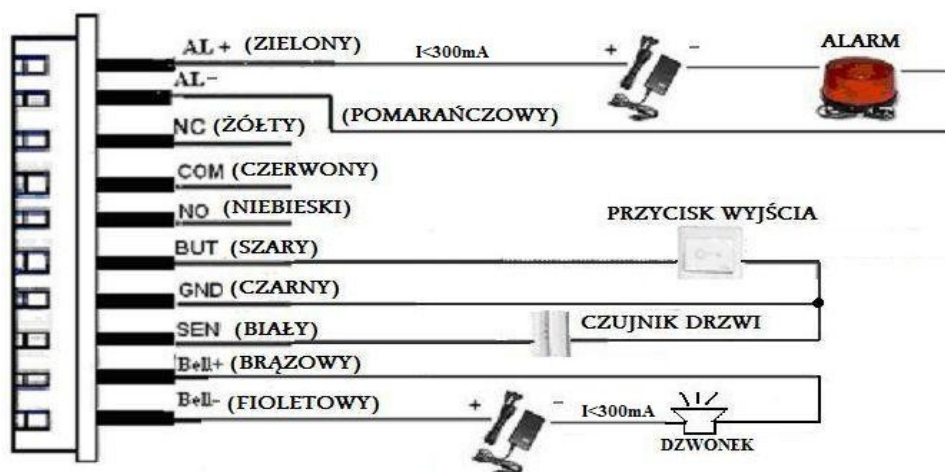 AL + (ZIELONY) I<300mA + - ALARM
AL -
(POMARAŃCZOWY)
NC (ŻÓŁTY)
COM (CZERWONY)
NO (NIEBIESKI)
PRZYCISK WYJŚCIA
BUT (SZARY)
GND (CZARNY)
SEN (BIAŁY) CZUJNIK DRZWI
Bell+ (BRĄZOWY)
Bell- (FIOLETOWY) + - I<300mA
DZWONEK